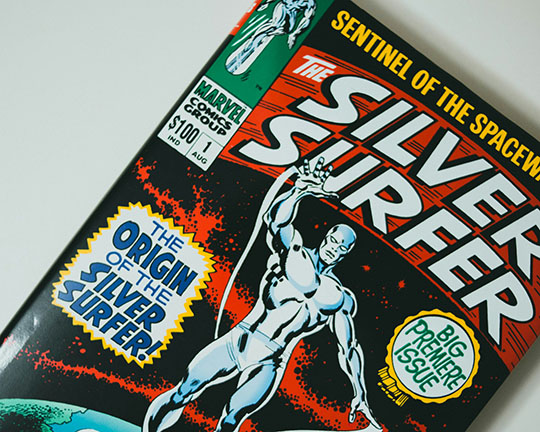 SENTINEL OF THE
THE
SILVER
SURFER
MARVEL
COMICS
GROUP
$1.00 1
IND AUG
THE
ORIGIN
OF THE
SILVER
SURFER!
BIG
PREMIERE
ISSUE